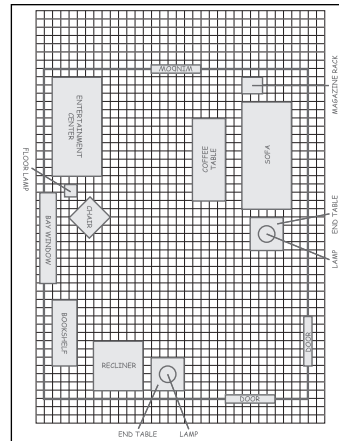 WINDOW
MAGAZINE RACK
ENTERTAINMENT
CENTER
COFFEE
TABLE
SOFA
FLOOR
LAMP
CHAIR
END TABLE
BAY WINDOW
LAMP
BOOKSHELF
DOOR
RECLINER
DOOR
END TABLE
LAMP